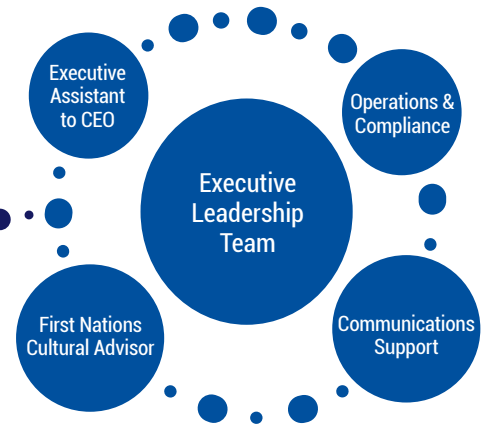 Executive
Assistant
to CEO
Operations &
Compliance
Executive
Leadership
Team
First Nations
Cultural Advisor
Communications
Support